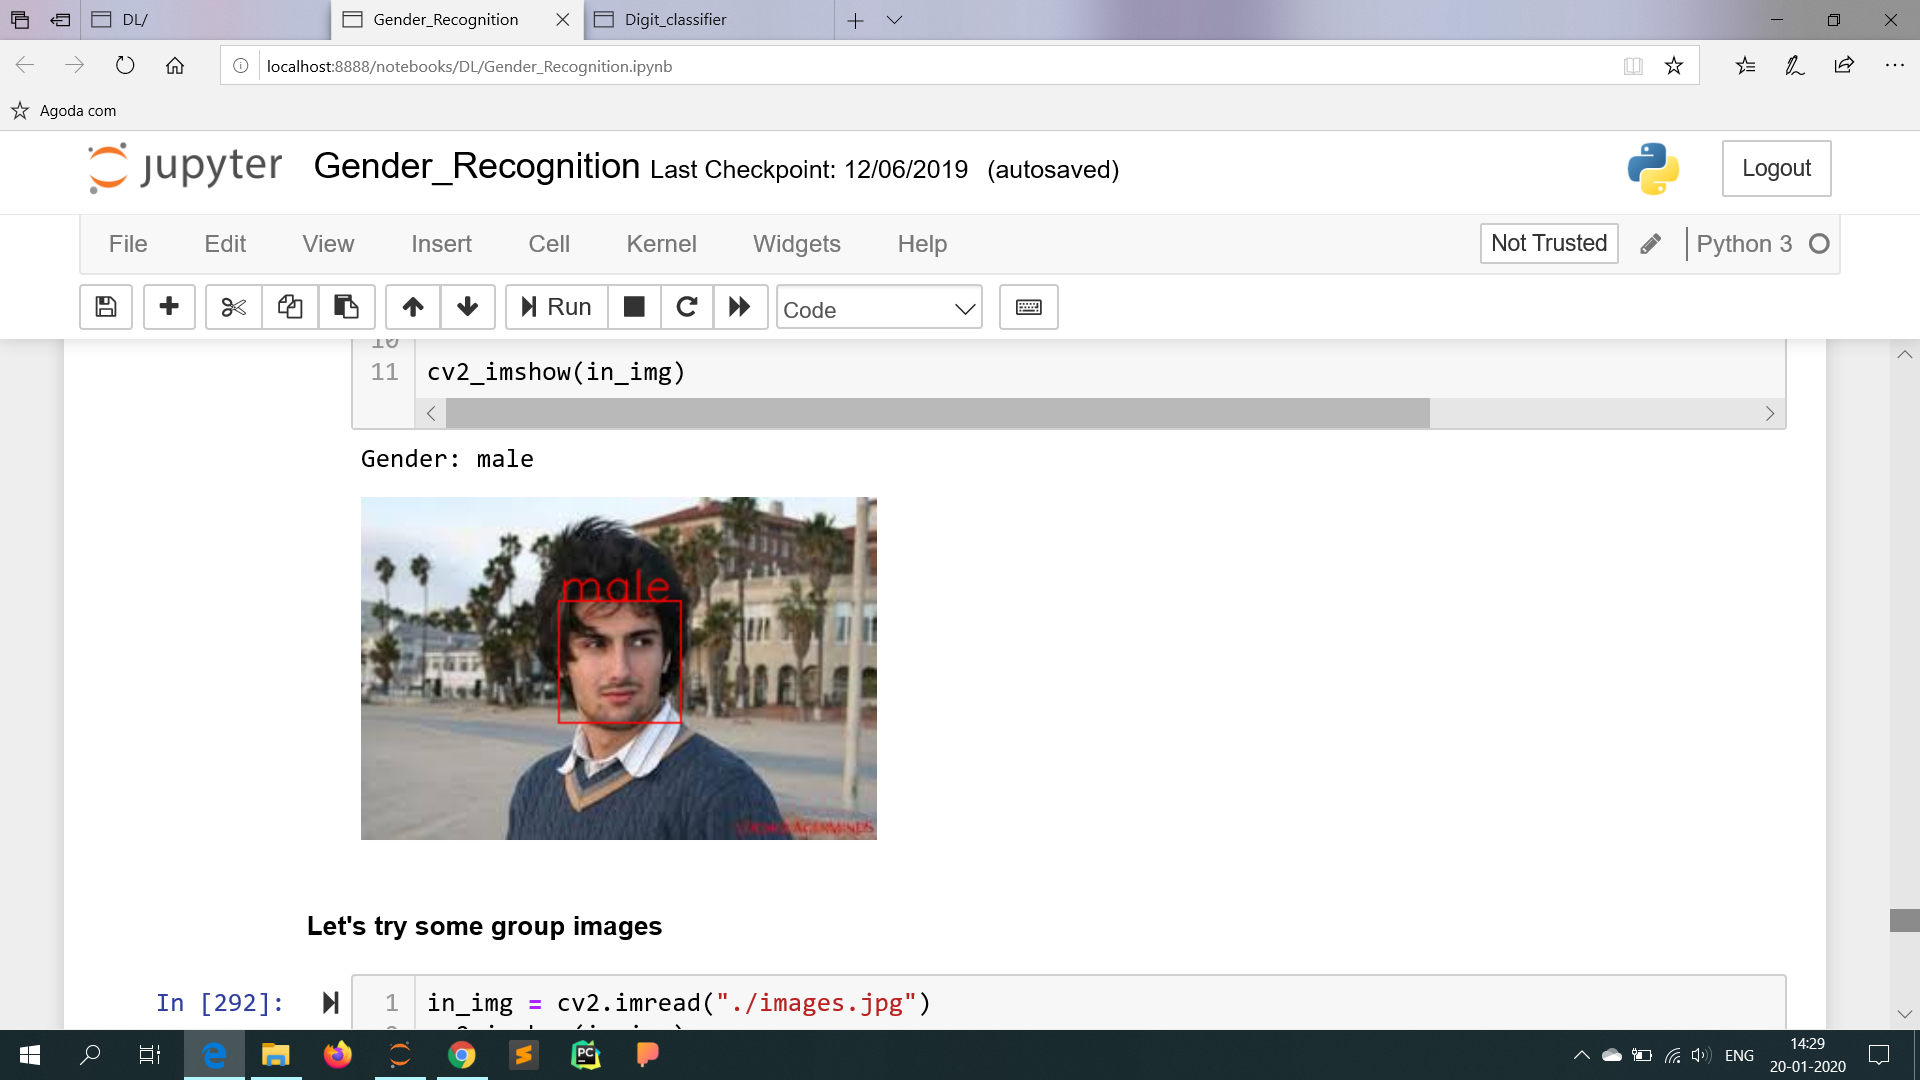 DL/
Gender_Recognition
Digit_classifier
localhost:8888/notebooks/DL/Gender_Recognition.ipynb
Agoda com
jupyter Gender_Recognition Last Checkpoint: 12/06/2019 (autosaved)
Logout
File Edit View Insert Cell Kernel Widgets Help
Not Trusted
Python 3
Run
Code
10
11 cv2_imshow(in_img)
Gender: male
male
Let's try some group images
In [292]:
1 in_img = cv2.imread("./images.jpg")
PC
ENG
14:29
20-01-2020